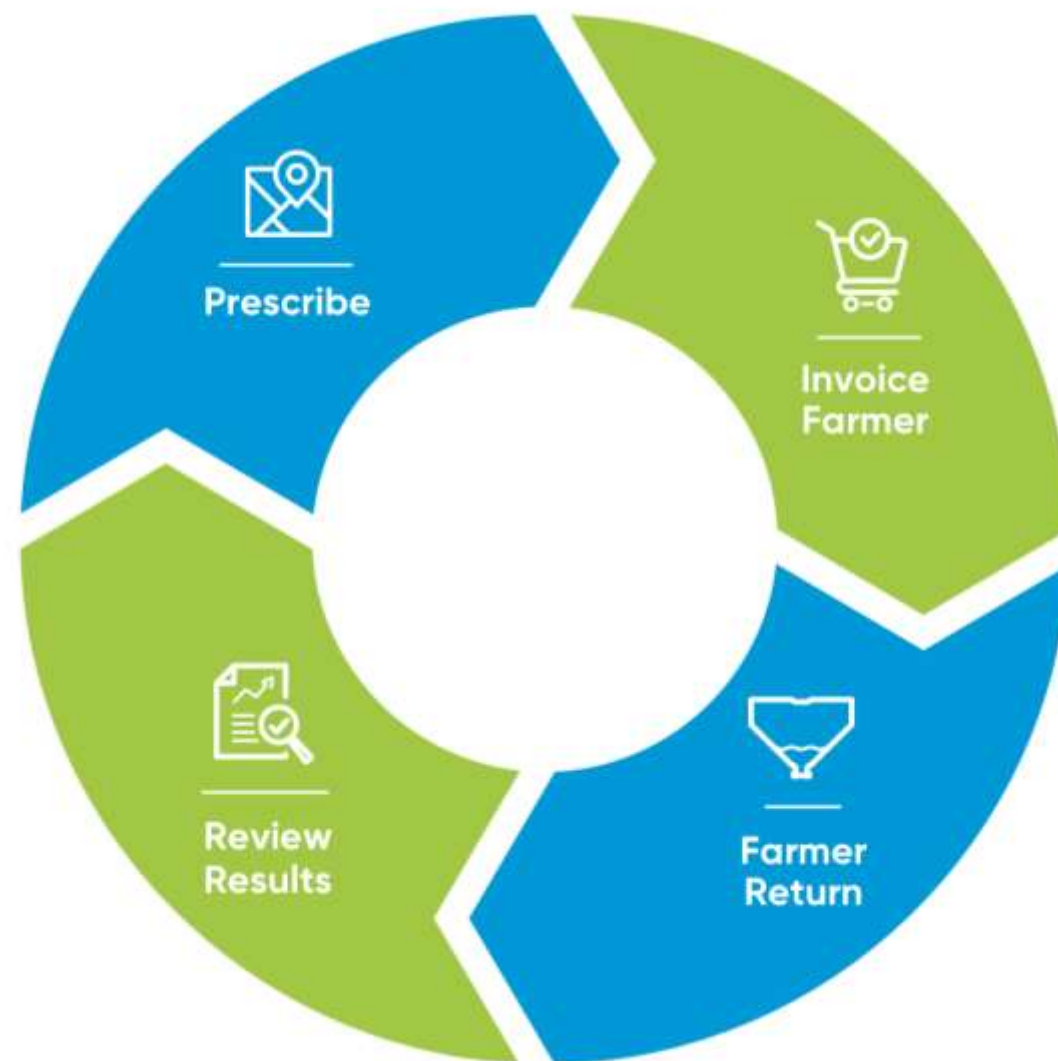 Prescribe
Invoice
Farmer
Farmer
Return
Review
Results